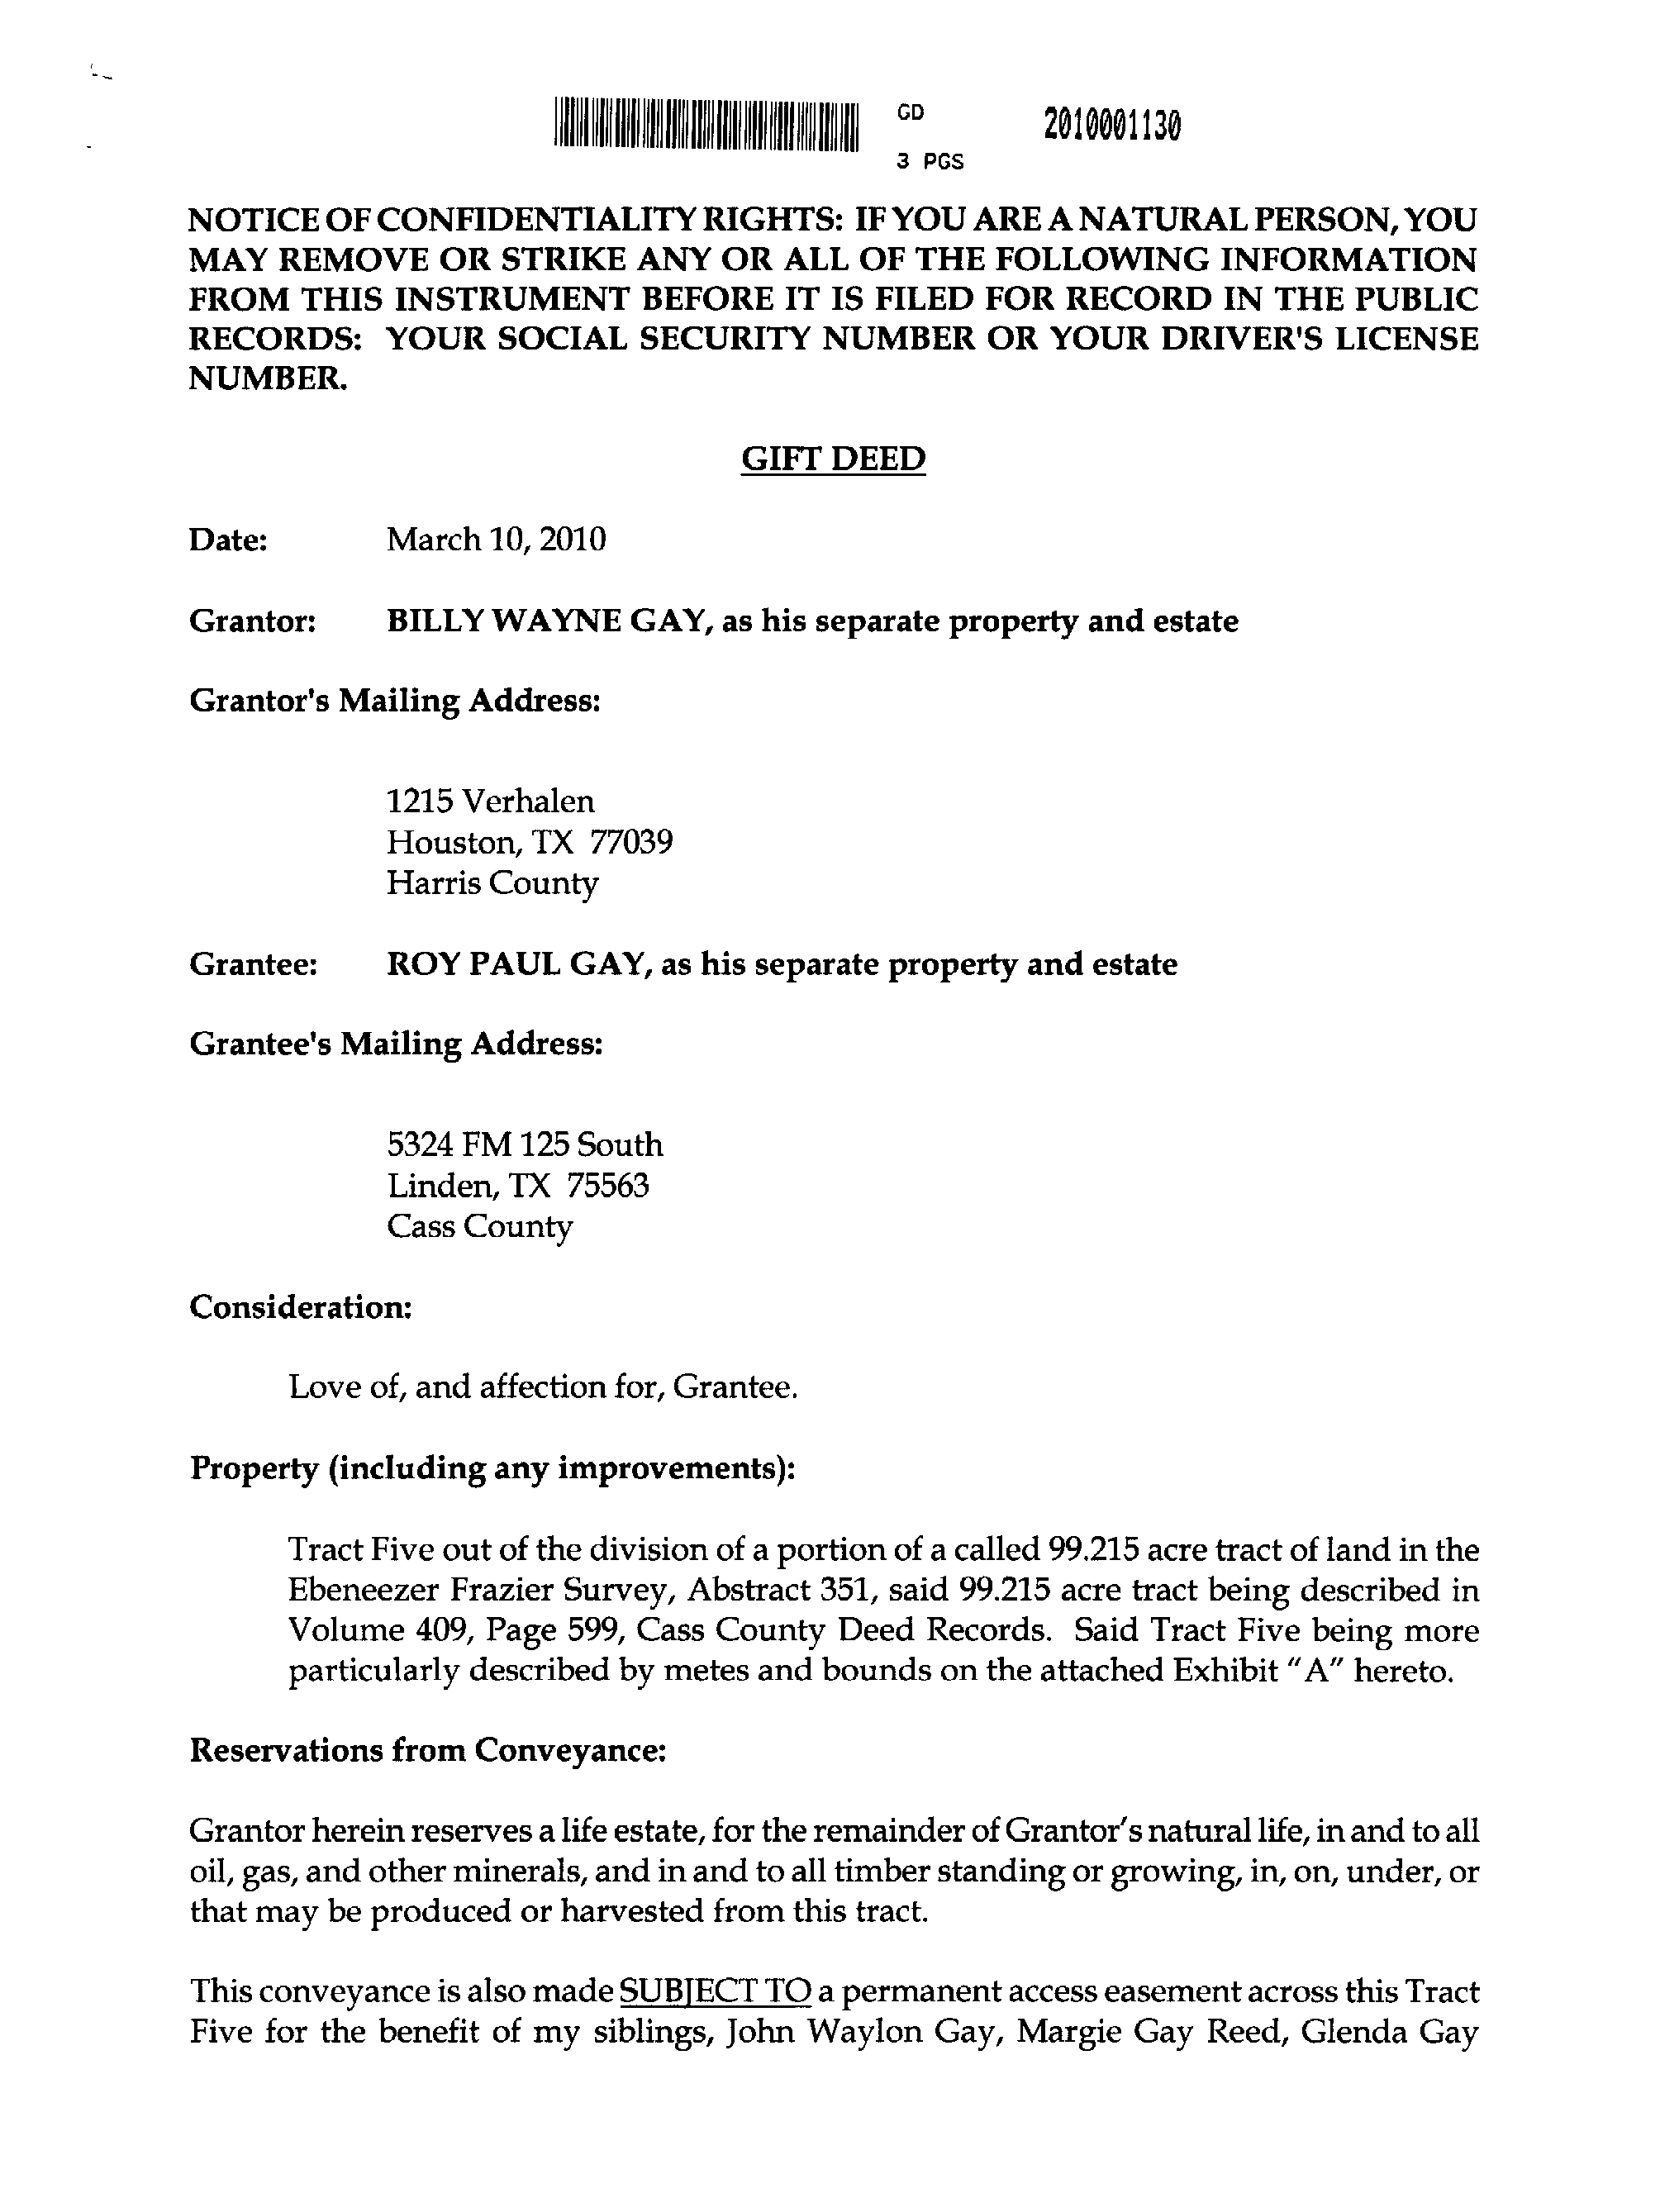 GD
2010001130
3 PGS
NOTICE OF CONFIDENTIALITY RIGHTS: IF YOU ARE A NATURAL PERSON, YOU
MAY REMOVE OR STRIKE ANY OR ALL OF THE FOLLOWING INFORMATION
FROM THIS INSTRUMENT BEFORE IT IS FILED FOR RECORD IN THE PUBLIC
RECORDS: YOUR SOCIAL SECURITY NUMBER OR YOUR DRIVER'S LICENSE
NUMBER.
GIFT DEED
Date: March 10, 2010
Grantor: BILLY WAYNE GAY, as his separate property and estate
Grantor's Mailing Address:
1215 Verhalen
Houston, TX 77039
Harris County
Grantee: ROY PAUL GAY, as his separate property and estate
Grantee's Mailing Address:
5324 FM 125 South
Linden, TX 75563
Cass County
Consideration:
Love of, and affection for, Grantee.
Property (including any improvements):
Tract Five out of the division of a portion of a called 99.215 acre tract of land in the
Ebeneezer Frazier Survey, Abstract 351, said 99.215 acre tract being described in
Volume 409, Page 599, Cass County Deed Records. Said Tract Five being more
particularly described by metes and bounds on the attached Exhibit "A" hereto.
Reservations from Conveyance:
Grantor herein reserves a life estate, for the remainder of Grantor's natural life, in and to all
oil, gas, and other minerals, and in and to all timber standing or growing, in, on, under, or
that may be produced or harvested from this tract.
This conveyance is also made SUBJECT TO a permanent access easement across this Tract
Five for the benefit of my siblings, John Waylon Gay, Margie Gay Reed, Glenda Gay